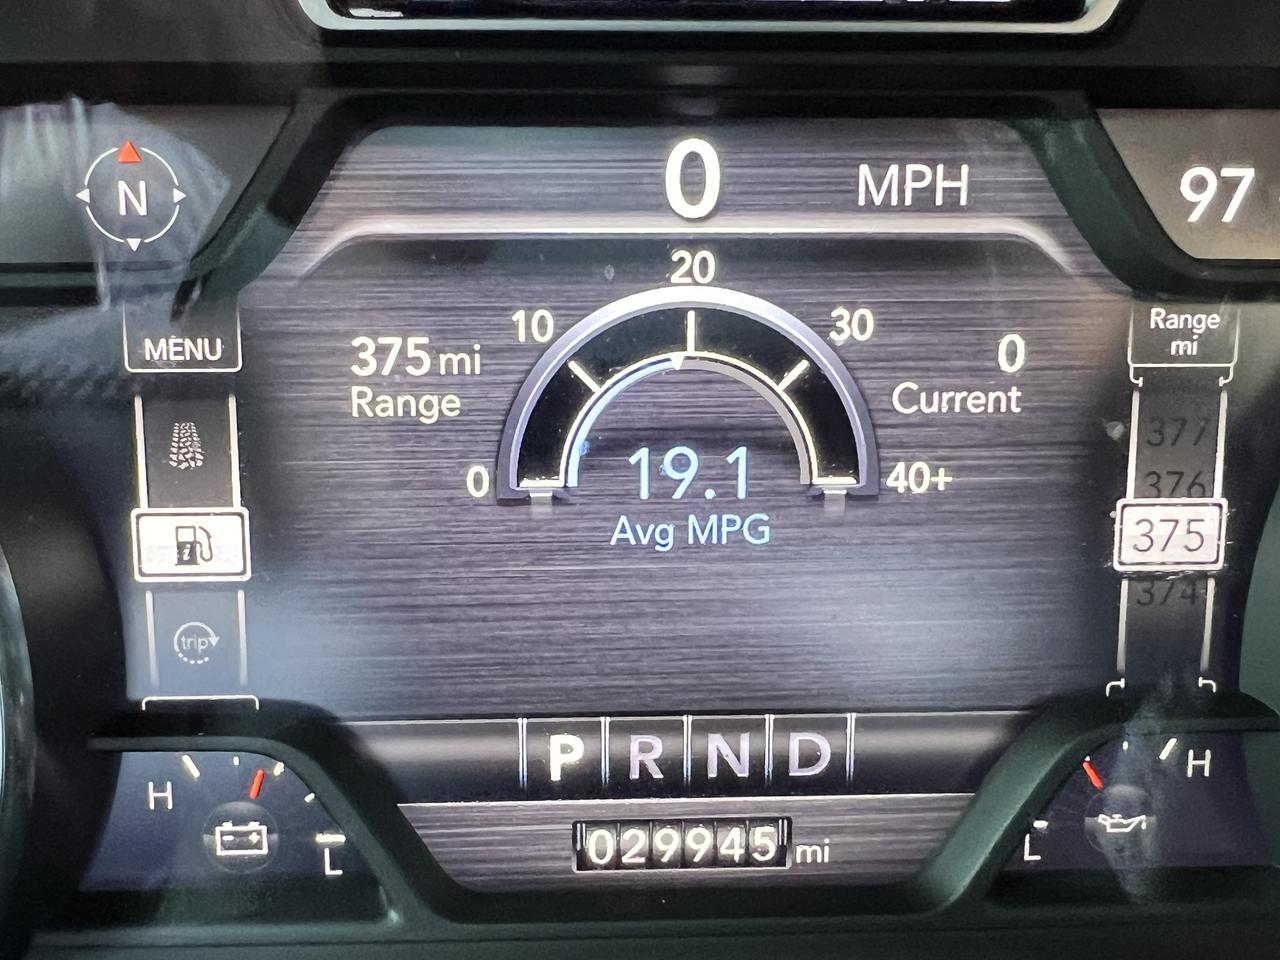 0 MPH
N
97
20
10
30
MENU
375 mi
Range
0
Current
Range
mi
377
376
375
374
0
19.1
40+
Avg MPG
i
trip
P R N D
H
L
H
L
029945 mi